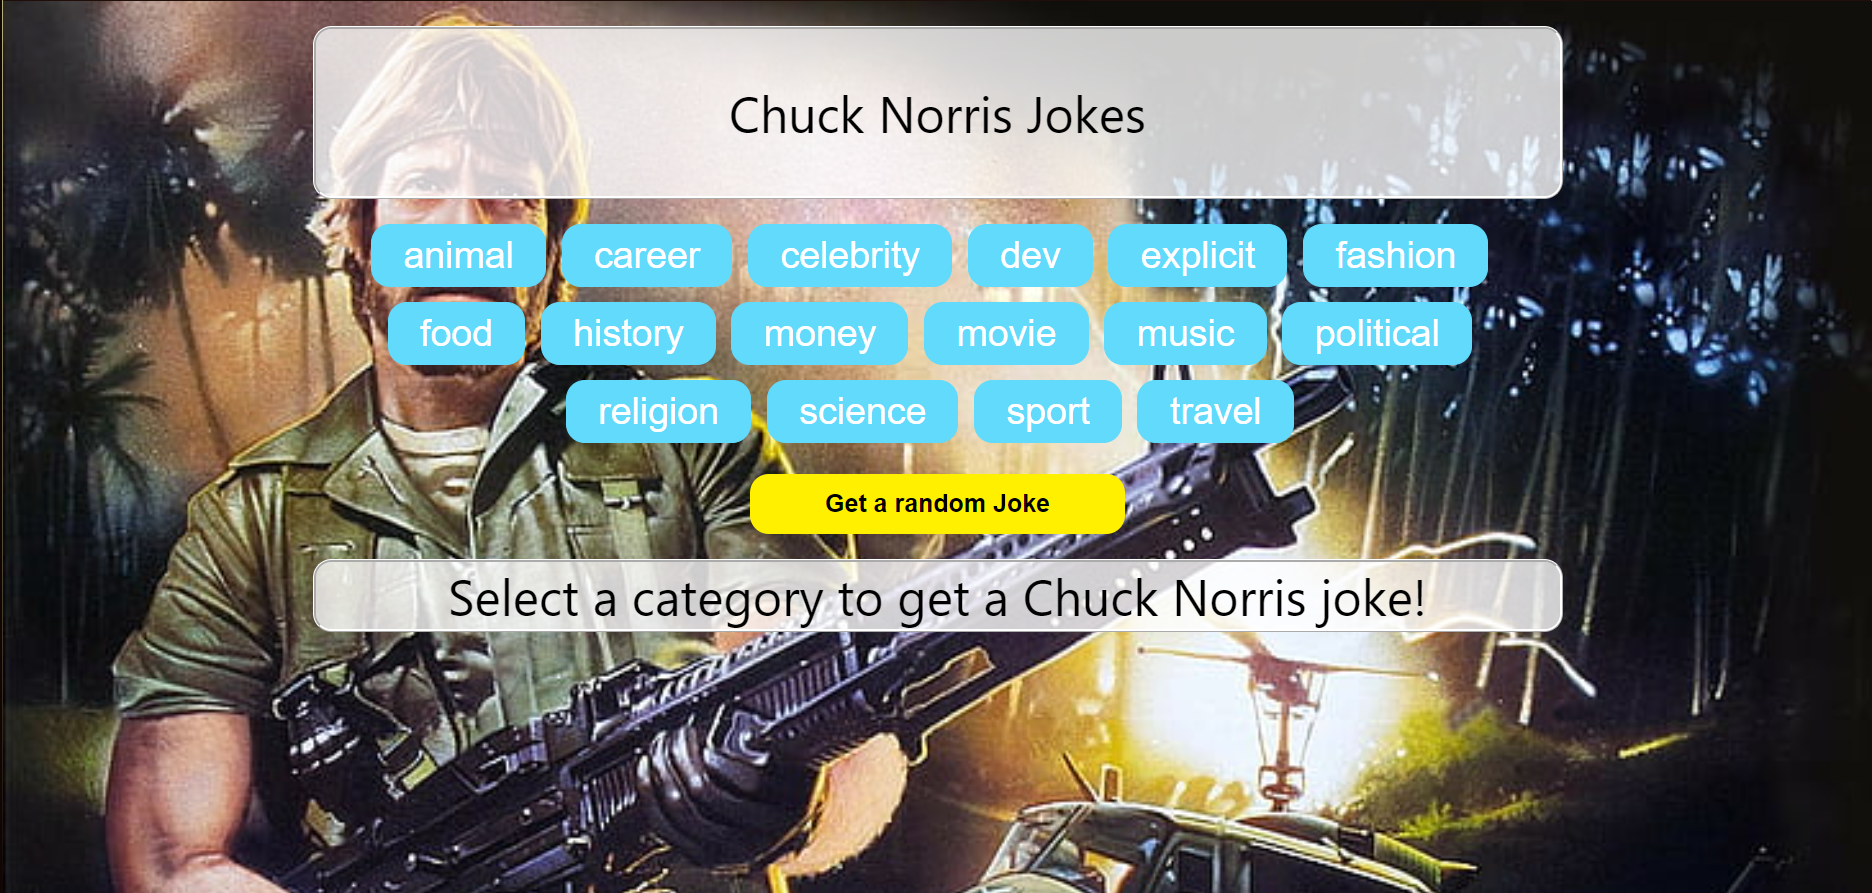 Chuck Norris Jokes
animal career celebrity dev explicit fashion
food history money movie music political
religion science sport travel
Get a random Joke
Select a category to get a Chuck Norris joke!